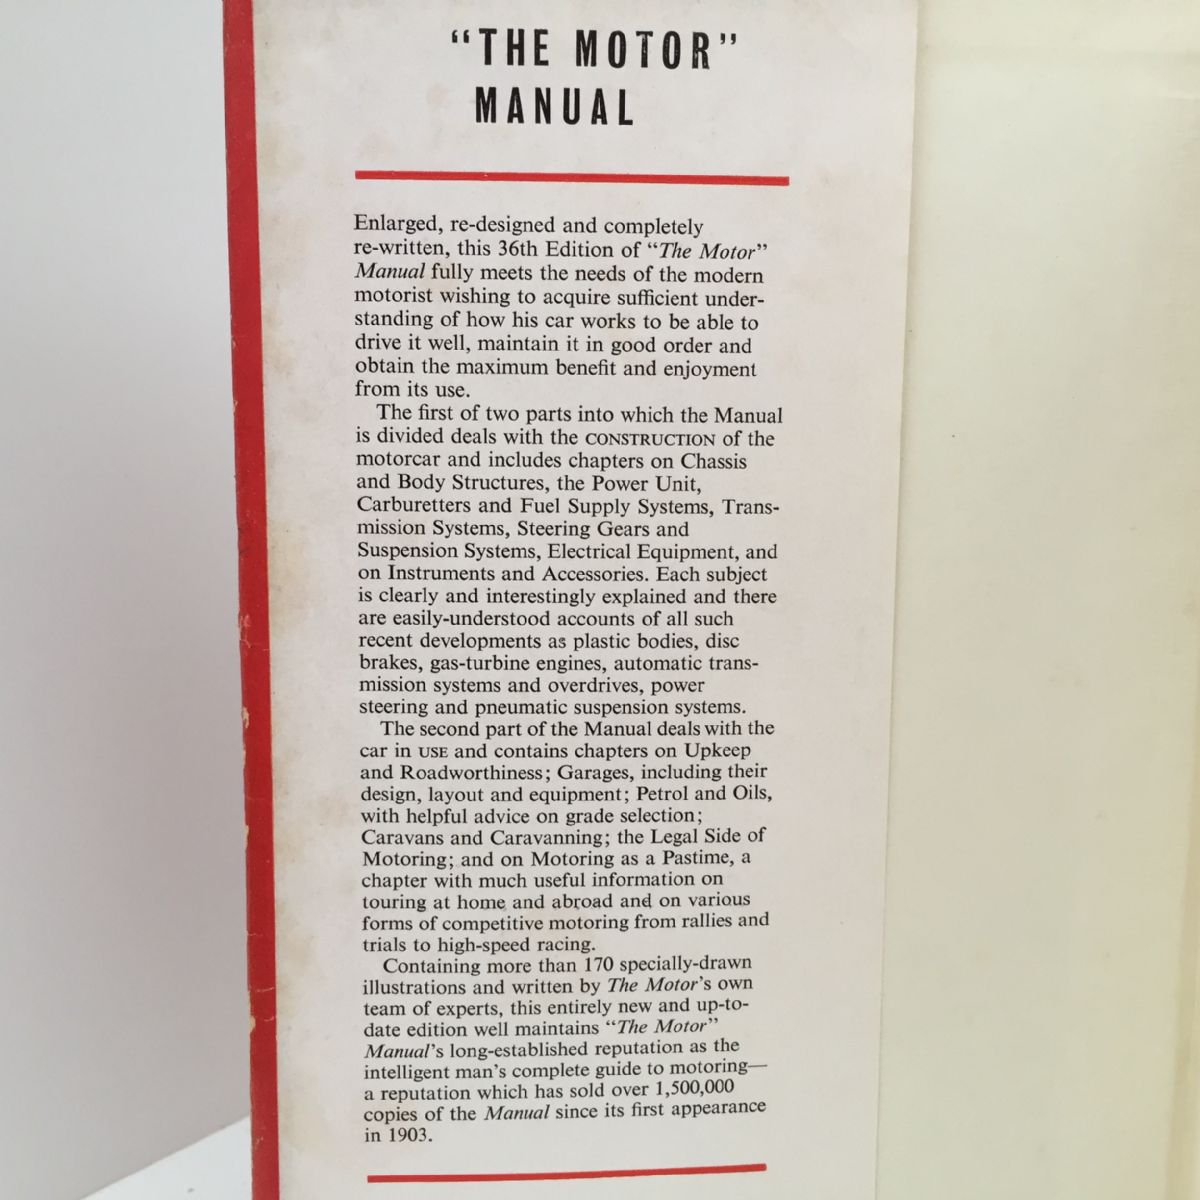 “THE MOTOR”
MANUAL
Enlarged, re-designed and completely
re-written, this 36th Edition of “The Motor”
Manual fully meets the needs of the modern
motorist wishing to acquire sufficient under-
standing of how his car works to be able to
drive it well, maintain it in good order and
obtain the maximum benefit and enjoyment
from its use.
The first of two parts into which the Manual
is divided deals with the CONSTRUCTION of the
motorcar and includes chapters on Chassis
and Body Structures, the Power Unit,
Carburetters and Fuel Supply Systems, Trans-
mission Systems, Steering Gears and
Suspension Systems, Electrical Equipment, and
on Instruments and Accessories. Each subject
is clearly and interestingly explained and there
are easily-understood accounts of all such
recent developments as plastic bodies, disc
brakes, gas-turbine engines, automatic trans-
mission systems and overdrives, power
steering and pneumatic suspension systems.
The second part of the Manual deals with the
car in USE and contains chapters on Upkeep
and Roadworthiness; Garages, including their
design, layout and equipment; Petrol and Oils,
with helpful advice on grade selection;
Caravans and Caravanning; the Legal Side of
Motoring; and on Motoring as a Pastime, a
chapter with much useful information on
touring at home and abroad and on various
forms of competitive motoring from rallies and
trials to high-speed racing.
Containing more than 170 specially-drawn
illustrations and written by The Motor’s own
team of experts, this entirely new and up-to-
date edition well maintains “The Motor”
Manual’s long-established reputation as the
intelligent man’s complete guide to motoring—
a reputation which has sold over 1,500,000
copies of the Manual since its first appearance
in 1903.